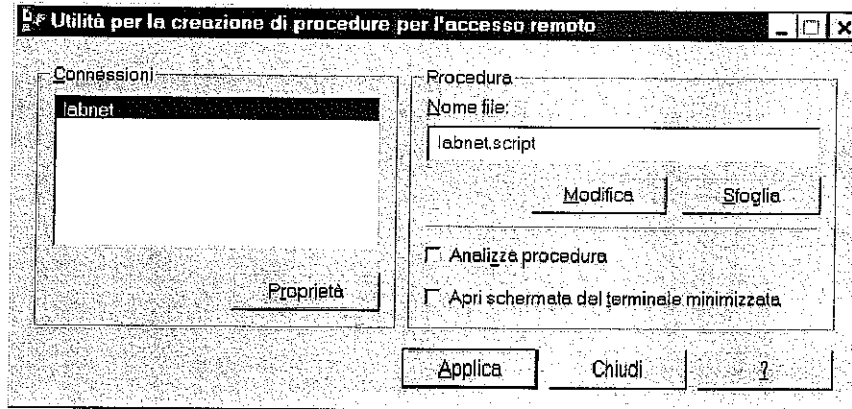 Utilità per la creazione di procedure per l'accesso remoto
Connessioni
labnet
Proprietà
Procedura
Nome file:
labnet.script
Modifica
Sfoglia
Analizza procedura
Apri schermata del terminale minimizzata
Applica
Chiudi
?